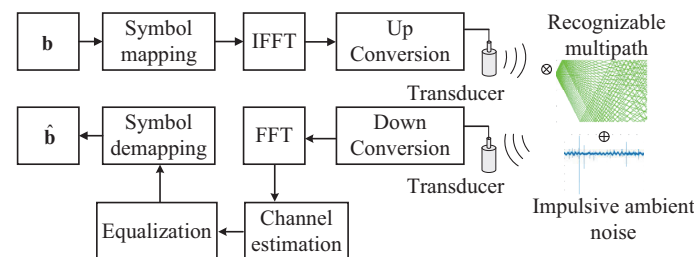 b
Symbol
mapping
IFFT
Up
Conversion
Transducer
Recognizable
multipath
⊗
b̂
Symbol
demapping
FFT
Down
Conversion
Transducer
⊕
Impulsive ambient
noise
Equalization
Channel
estimation